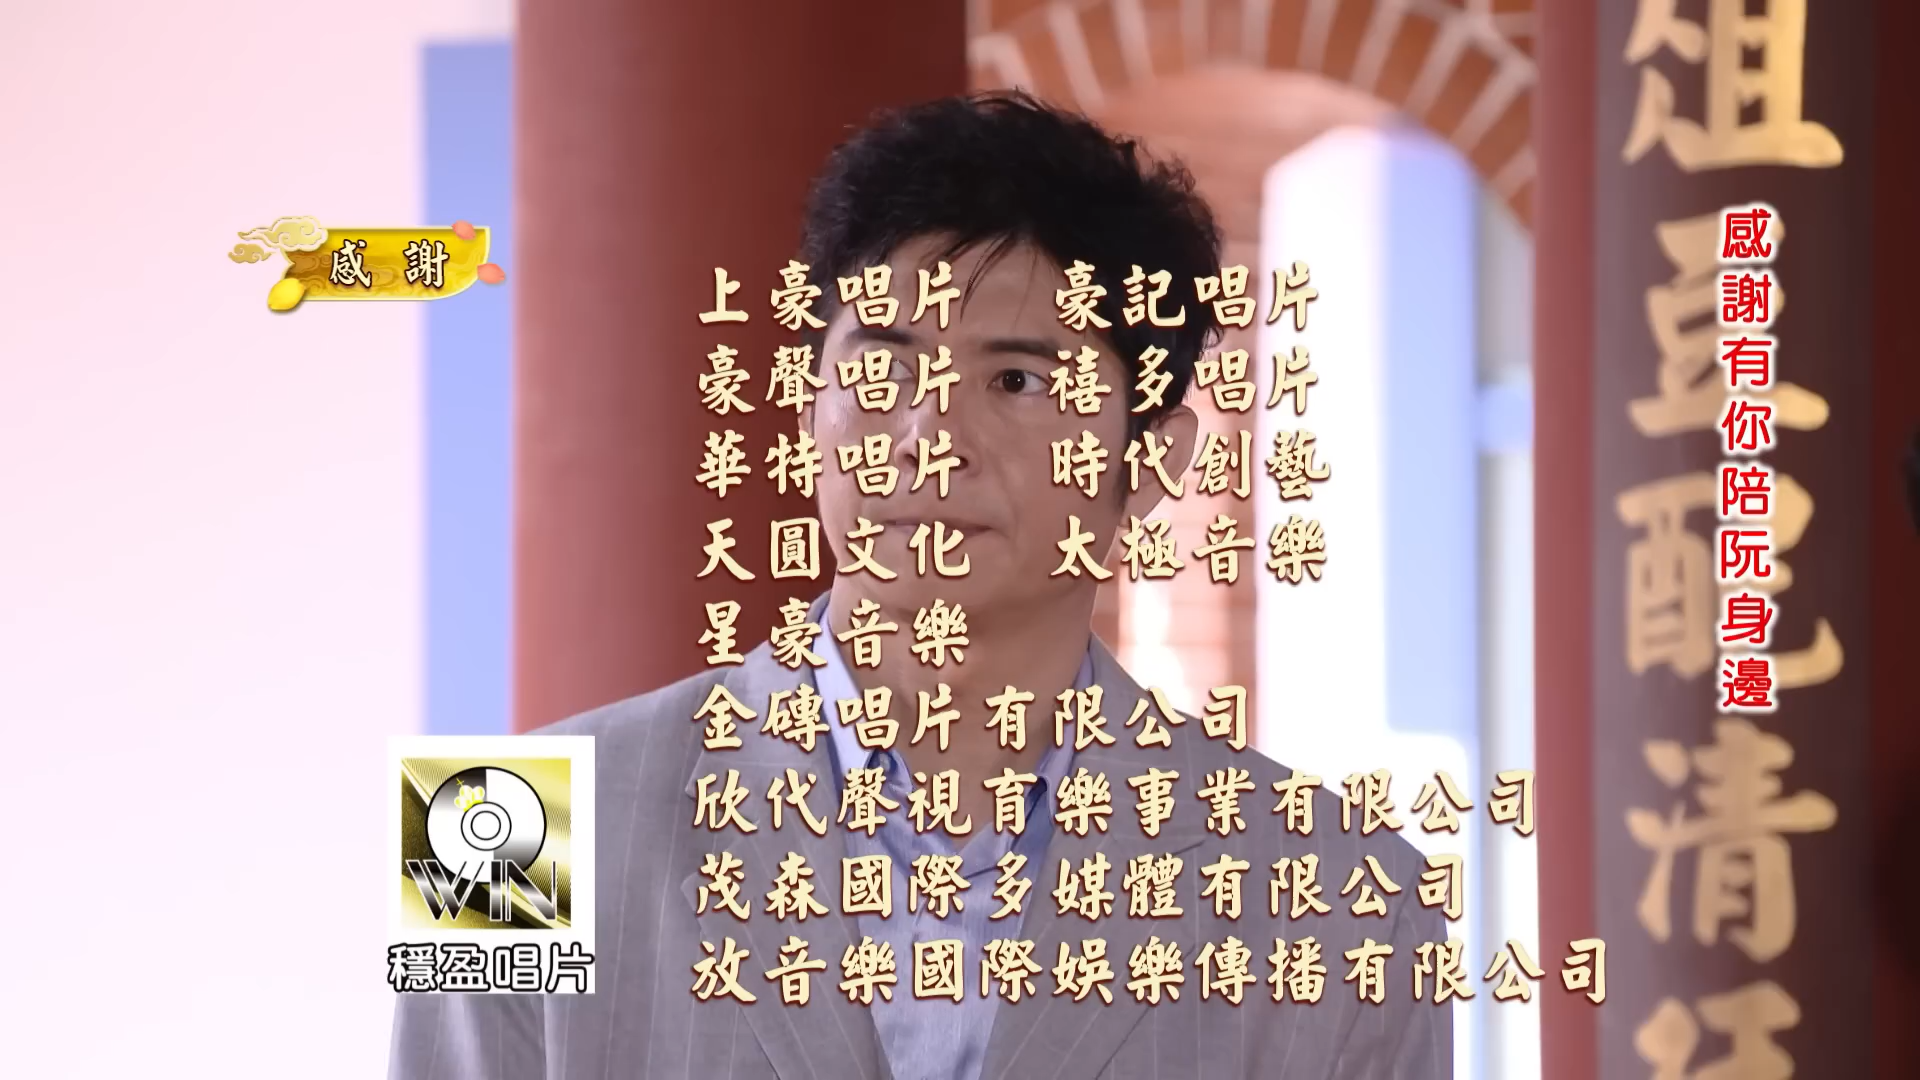 感謝
上豪唱片 豪記唱片
豪聲唱片 禧多唱片
華特唱片 時代創藝
天圓文化 太極音樂
星豪音樂
金磚唱片有限公司
欣代聲視育樂事業有限公司
茂森國際多媒體有限公司
放音樂國際娛樂傳播有限公司
WIN
穩盈唱片
感謝有你陪阮身邊
俎豆配清